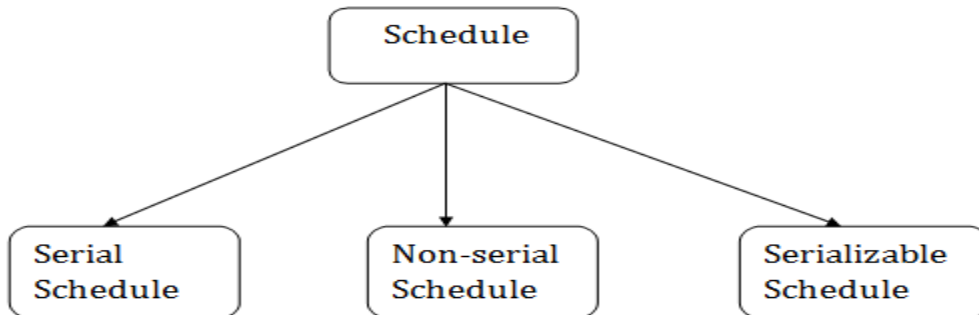 Schedule
Serial
Schedule
Non-serial
Schedule
Serializable
Schedule